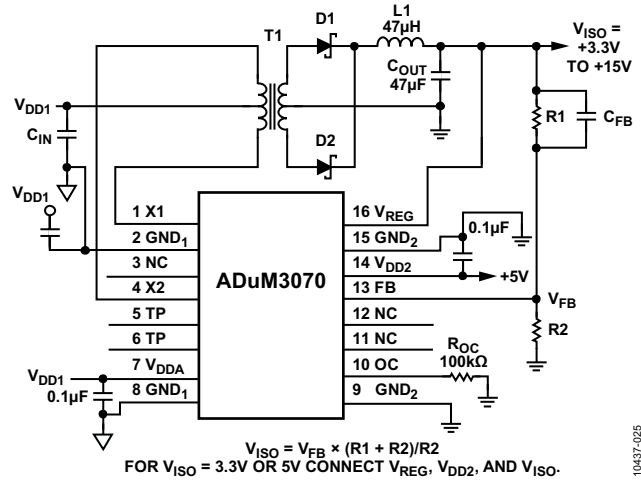 T1
D1
L1
47µH
V_ISO =
+3.3V
TO +15V
C_OUT
47µF
R1
C_FB
D2
V_DD1
C_IN
V_DD1
ADuM3070
1 X1
2 GND_1
3 NC
4 X2
5 TP
6 TP
7 V_DDA
8 GND_1
16 V_REG
15 GND_2
14 V_DD2
13 FB
12 NC
11 NC
10 OC
9 GND_2
0.1µF
+5V
V_FB
R2
R_OC
100kΩ
V_DD1
0.1µF
V_ISO = V_FB × (R1 + R2)/R2
FOR V_ISO = 3.3V OR 5V CONNECT V_REG, V_DD2, AND V_ISO.
10437-025